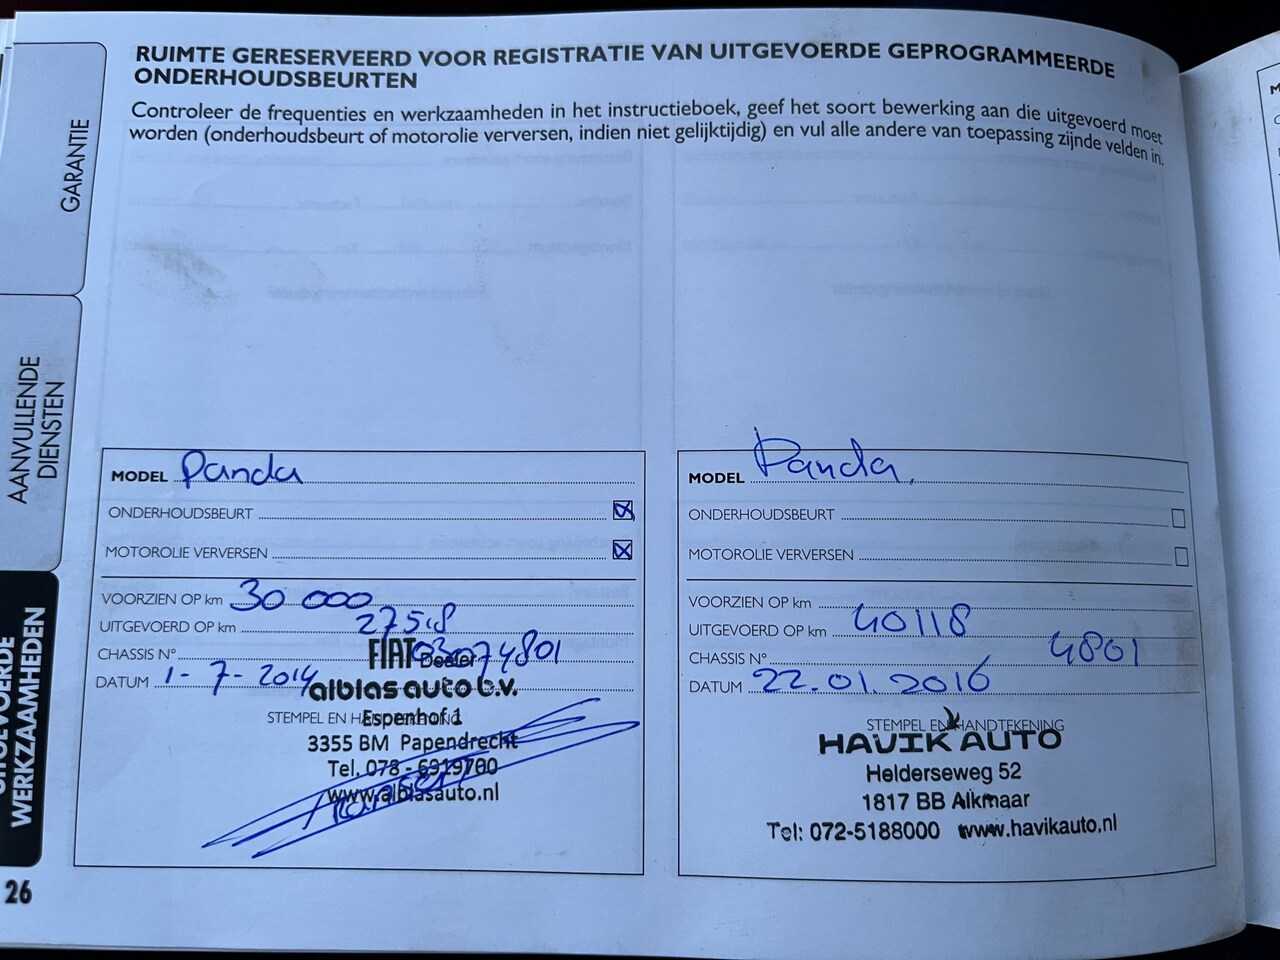 RUIMTE GERESERVEERD VOOR REGISTRATIE VAN UITGEVOERDE GEPROGRAMMEERDE
ONDERHOUDSBEURTEN
Controleer de frequenties en werkzaamheden in het instructieboek, geef het soort bewerking aan die uitgevoerd moet
worden (onderhoudsbeurt of motorolie verversen, indien niet gelijktijdig) en vul alle andere van toepassing zijnde velden in.
GARANTIE
AANVULLENDE
DIENSTEN
UITGEVOERDE
WERKZAAMHEDEN
26
MODEL Panda
ONDERHOUDSBEURT
MOTOROLIE VERVERSEN
VOORZIEN OP km 30 000
UITGEVOERD OP km
CHASSIS N° 03074801
DATUM 1-7-2014
STEMPEL EN HANDTEKENING
FIAT Dealer
alblas auto b.v.
Espenhof 1
3355 BM Papendrecht
Tel. 078 - 6919700
www.alblasauto.nl
MODEL Panda.
ONDERHOUDSBEURT
MOTOROLIE VERVERSEN
VOORZIEN OP km
UITGEVOERD OP km 40118
CHASSIS N° 4801
DATUM 22.01.2016
STEMPEL EN HANDTEKENING
HAVIK AUTO
Helderseweg 52
1817 BB Alkmaar
Tel: 072-5188000 www.havikauto.nl